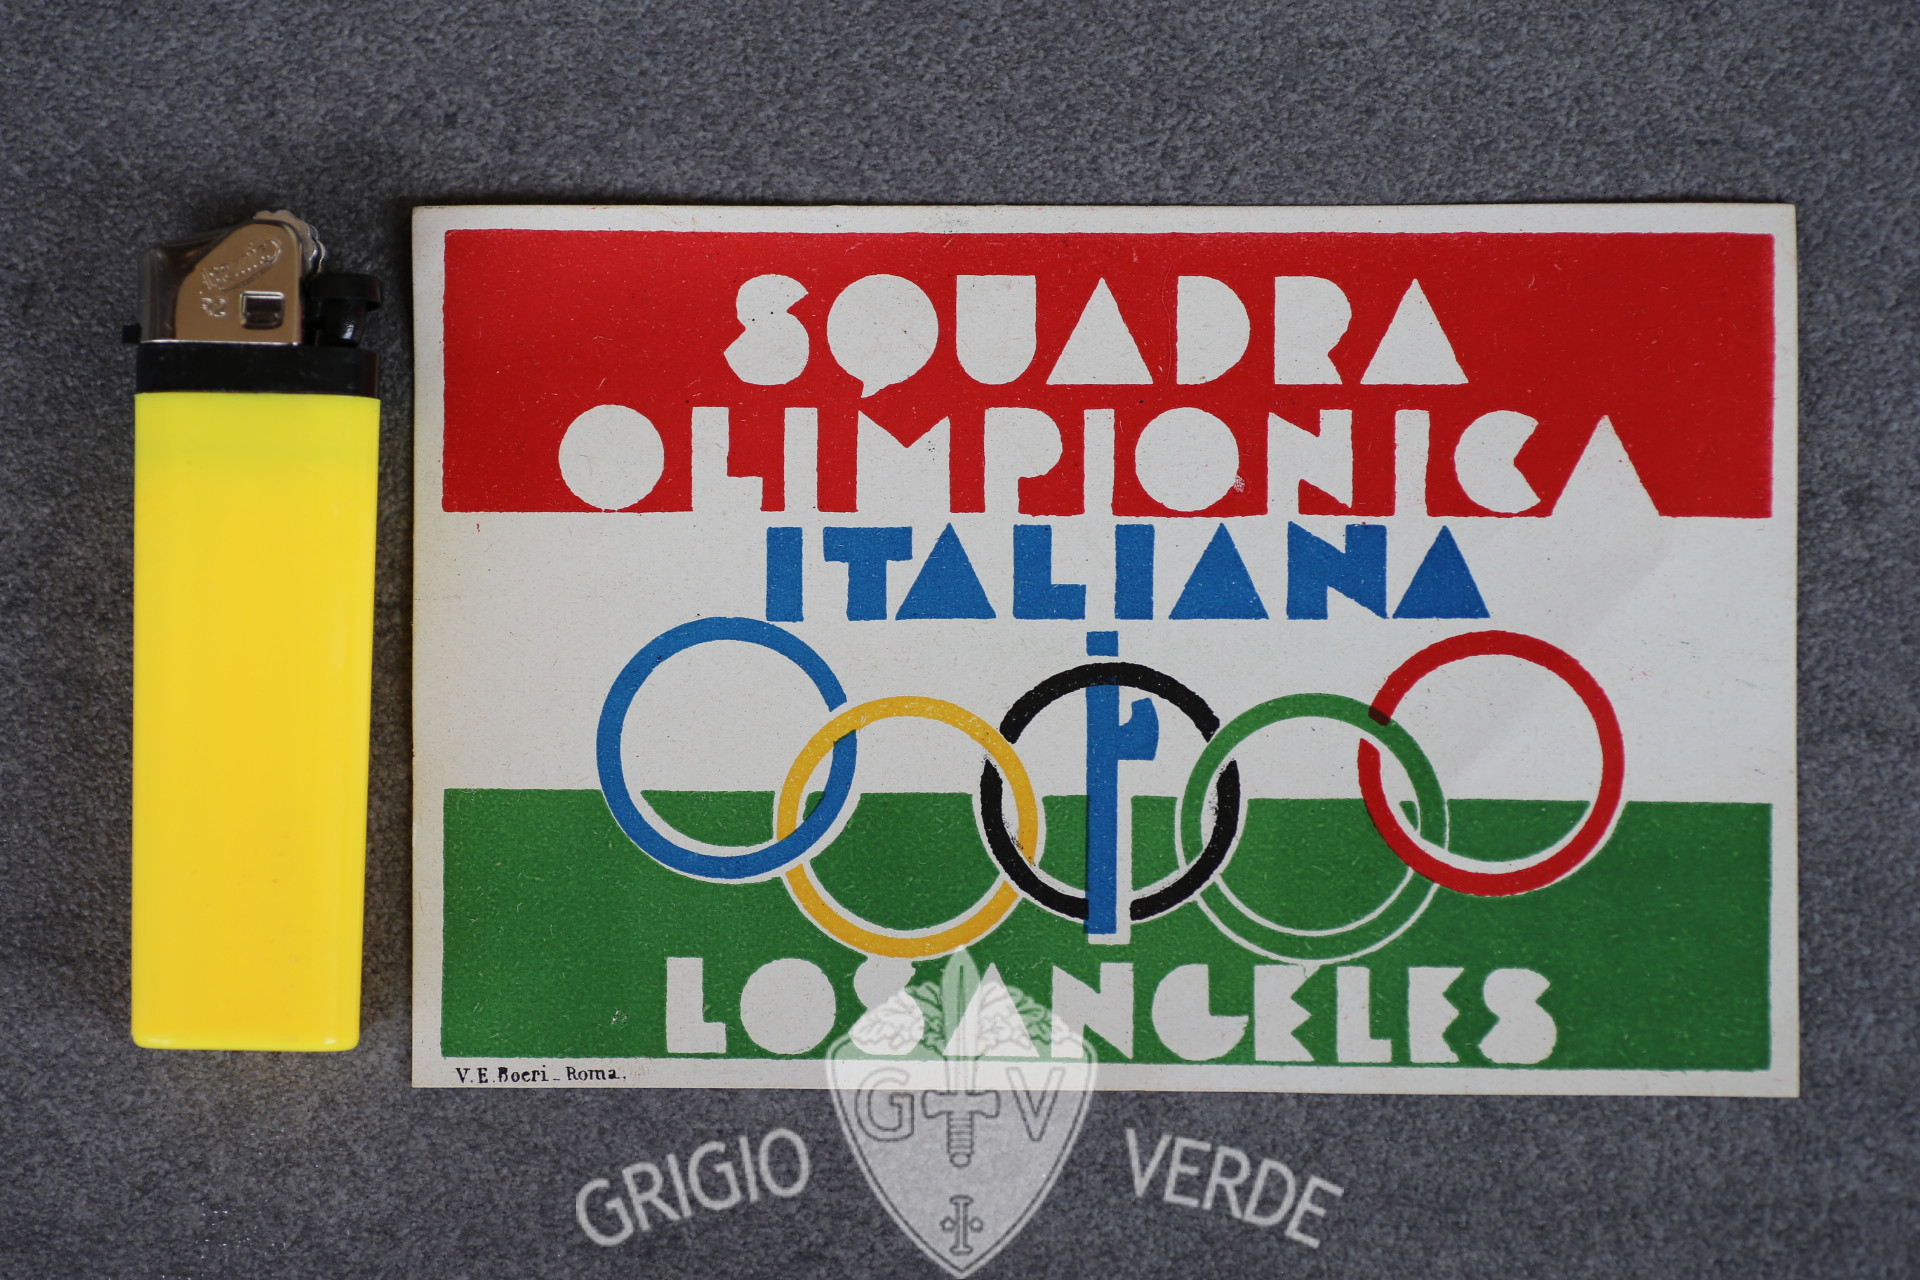 SQUADRA
OLIMPIONICA
ITALIANA
LOS ANGELES
V.E. Boeri - Roma.
G V
GRIGIO VERDE